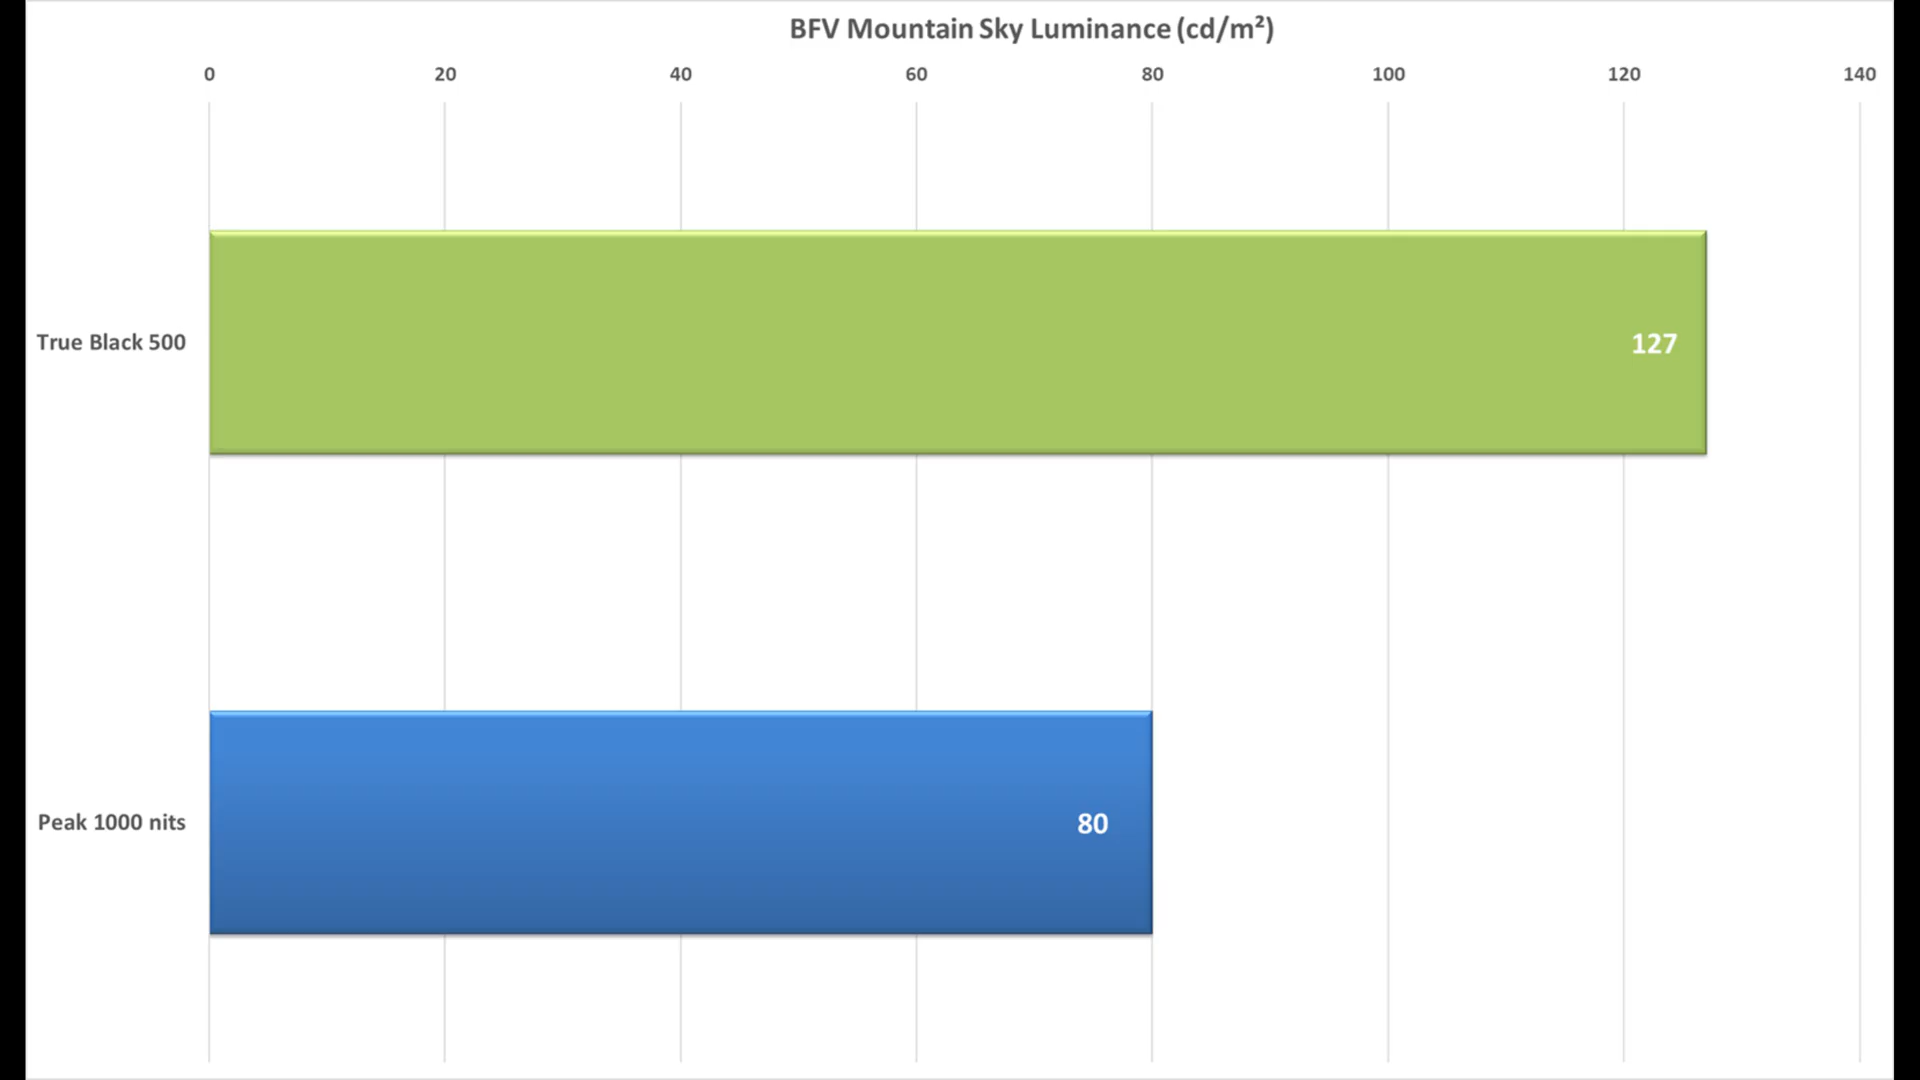 BFV Mountain Sky Luminance (cd/m²)
0 20 40 60 80 100 120 140
True Black 500
127
Peak 1000 nits
80